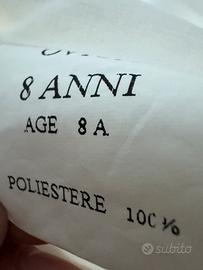 8 ANNI
AGE 8 A
POLIESTERE 100%
subito